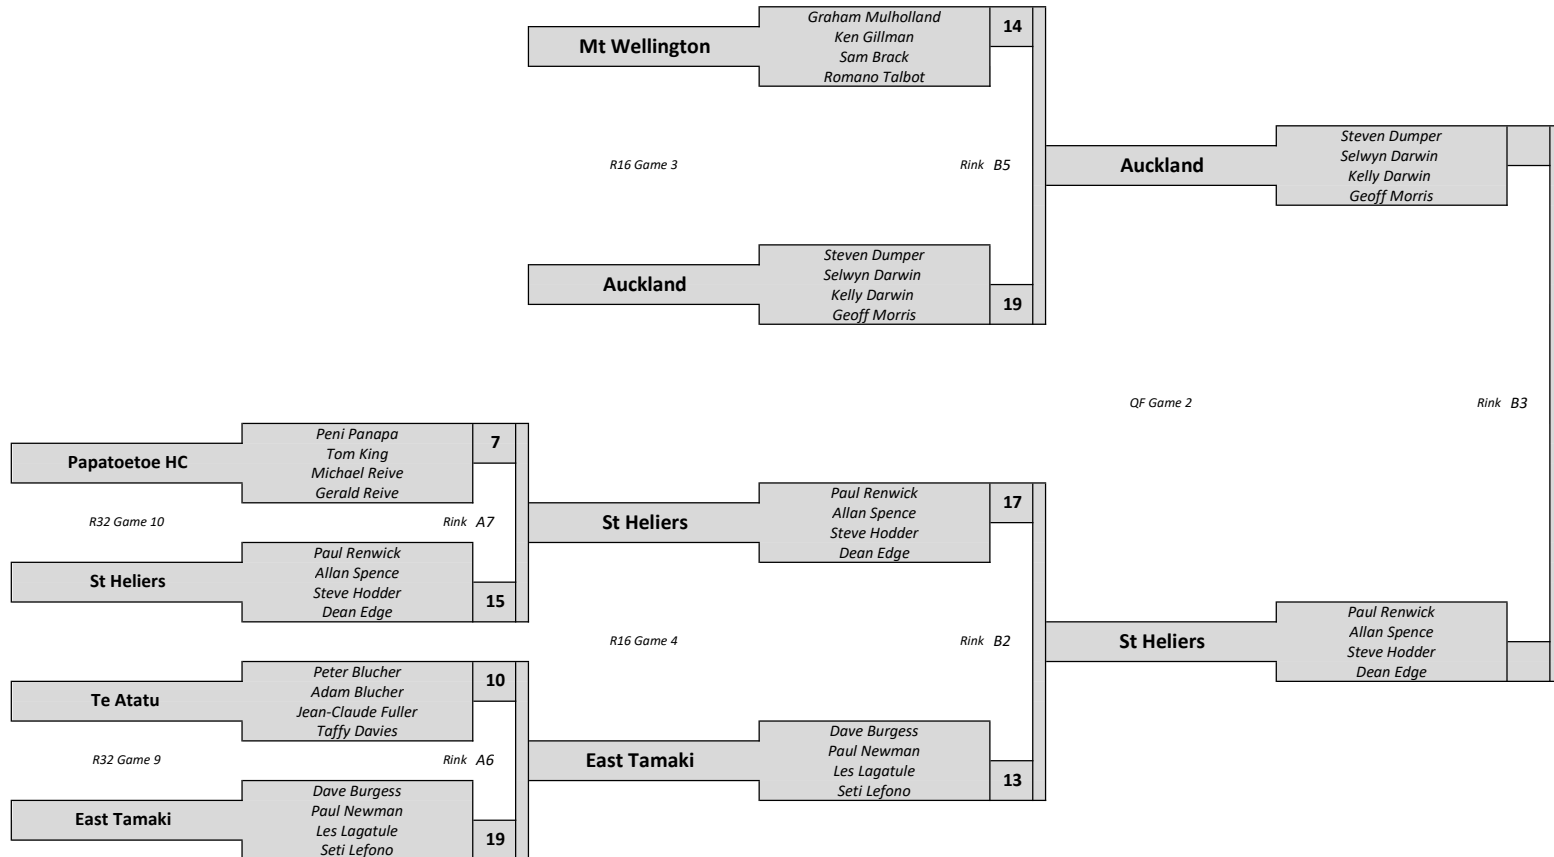 Graham Mulholland
14
Mt Wellington
Ken Gillman
Sam Brack
Romano Talbot
R16 Game 3
Rink B5
Auckland
Steven Dumper
Selwyn Darwin
Kelly Darwin
Geoff Morris
Auckland
Steven Dumper
Selwyn Darwin
Kelly Darwin
Geoff Morris
19
QF Game 2
Rink B3
Papatoetoe HC
Peni Panapa
Tom King
Michael Reive
Gerald Reive
7
R32 Game 10
Rink A7
St Heliers
Paul Renwick
Allan Spence
Steve Hodder
Dean Edge
15
St Heliers
Paul Renwick
Allan Spence
Steve Hodder
Dean Edge
17
R16 Game 4
Rink B2
St Heliers
Paul Renwick
Allan Spence
Steve Hodder
Dean Edge
Te Atatu
Peter Blucher
Adam Blucher
Jean-Claude Fuller
Taffy Davies
10
R32 Game 9
Rink A6
East Tamaki
Dave Burgess
Paul Newman
Les Lagatule
Seti Lefono
19
East Tamaki
Dave Burgess
Paul Newman
Les Lagatule
Seti Lefono
13